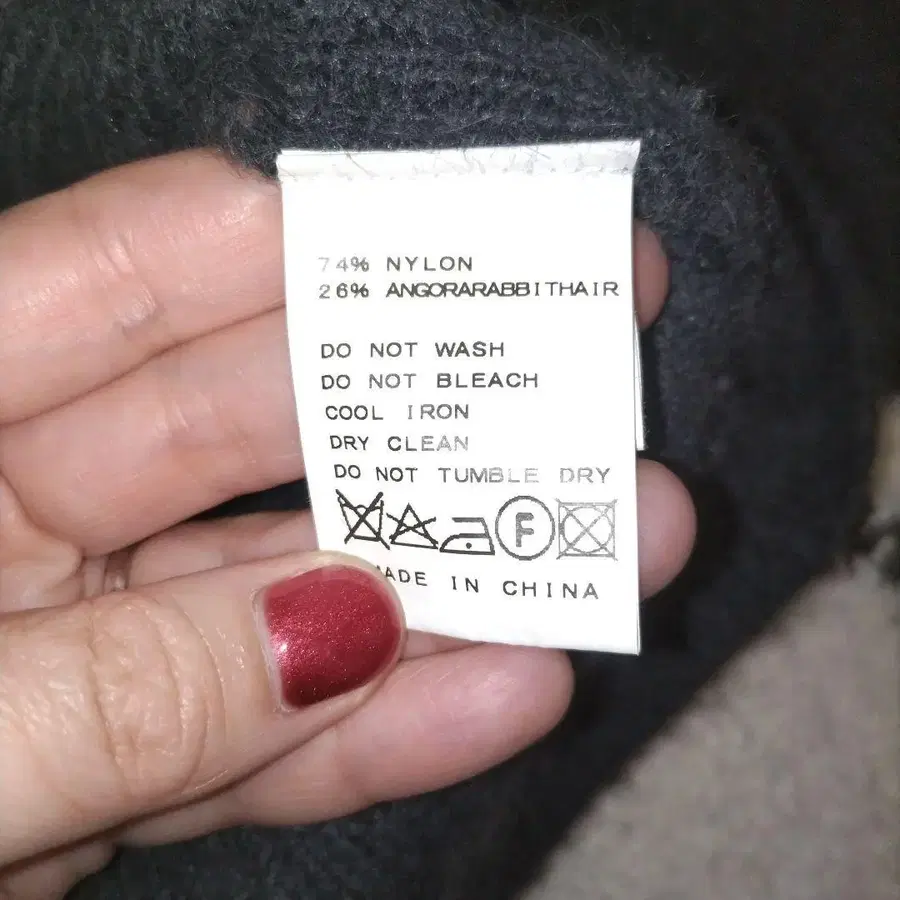 74% NYLON
26% ANGORARABBITHAIR
DO NOT WASH
DO NOT BLEACH
COOL IRON
DRY CLEAN
DO NOT TUMBLE DRY
F
MADE IN CHINA